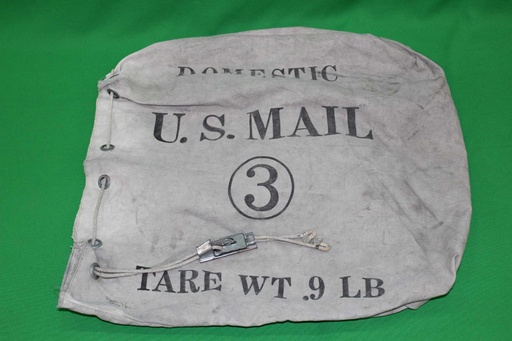 DOMESTIC
U.S. MAIL
3
TARE WT .9 LB